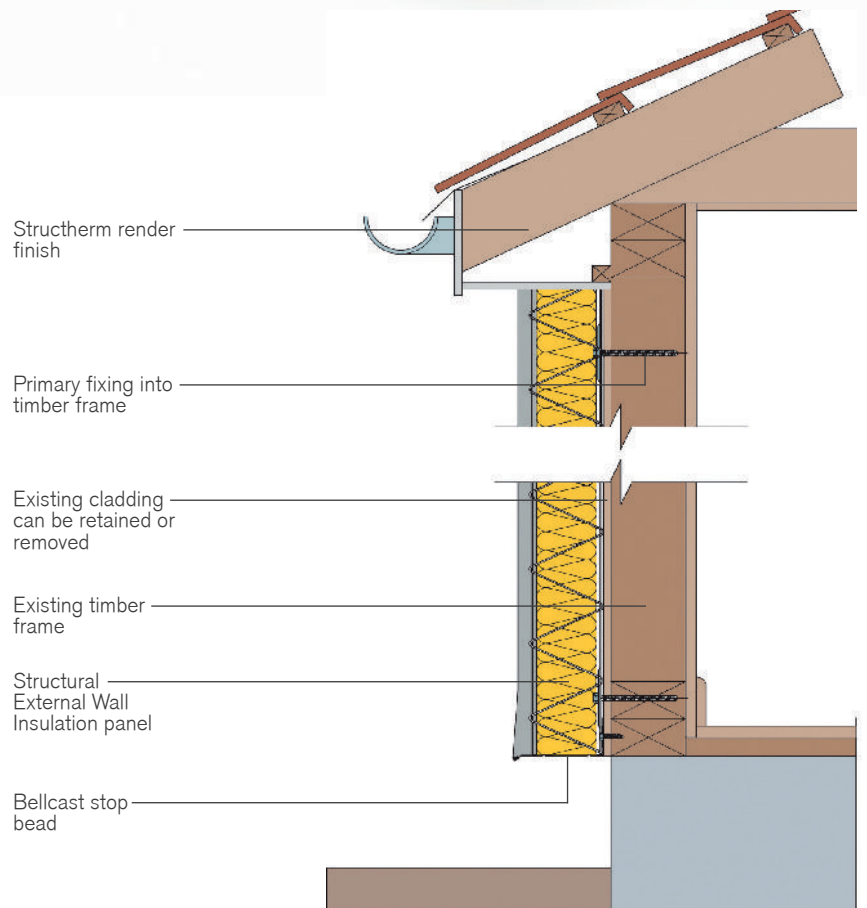 Structherm render
finish
Primary fixing into
timber frame
Existing cladding
can be retained or
removed
Existing timber
frame
Structural
External Wall
Insulation panel
Bellcast stop
bead